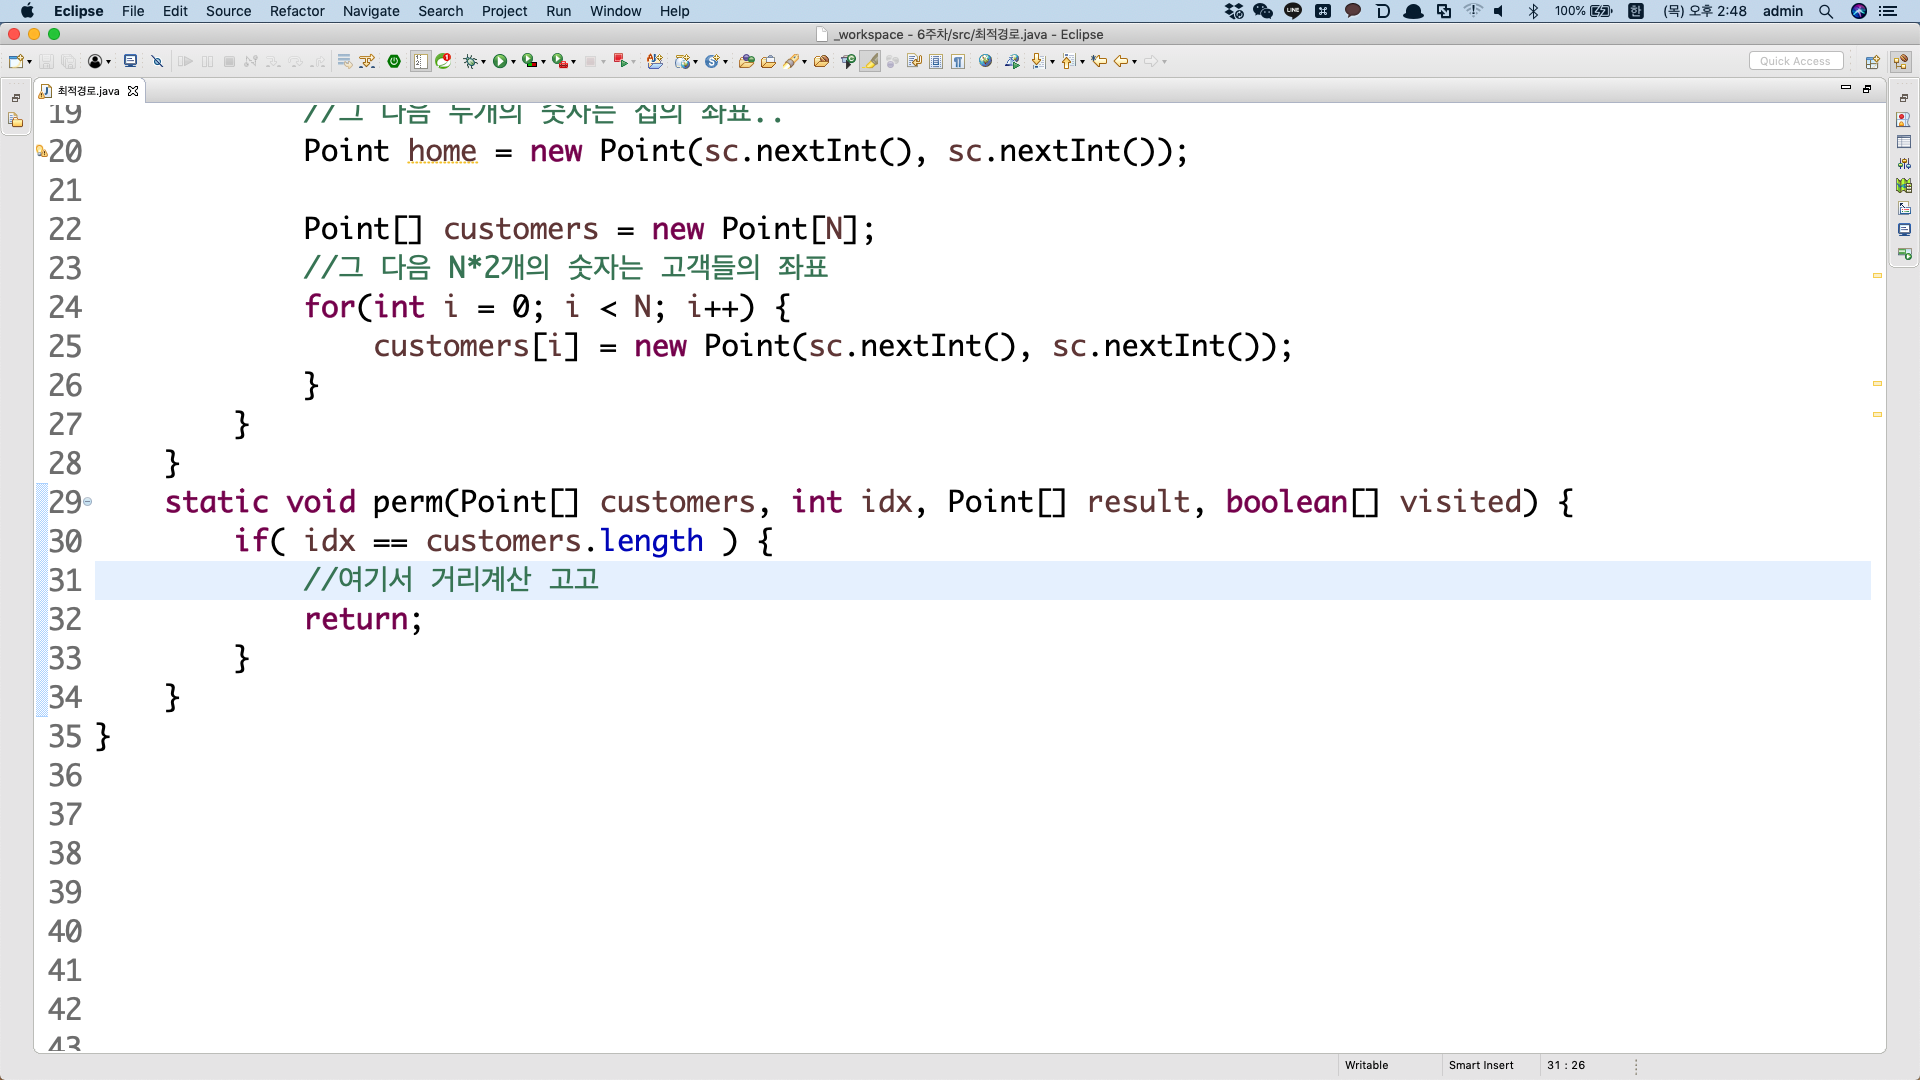 Eclipse File Edit Source Refactor Navigate Search Project Run Window Help 100% 한 (목) 오후 2:48 admin
_workspace - 6주차/src/최적경로.java - Eclipse
Quick Access
최적경로.java
19 //그 다음 두개의 숫자는 집의 좌표..
20 Point home = new Point(sc.nextInt(), sc.nextInt());
21
22 Point[] customers = new Point[N];
23 //그 다음 N*2개의 숫자는 고객들의 좌표
24 for(int i = 0; i < N; i++) {
25 customers[i] = new Point(sc.nextInt(), sc.nextInt());
26 }
27 }
28 }
29 static void perm(Point[] customers, int idx, Point[] result, boolean[] visited) {
30 if( idx == customers.length ) {
31 //여기서 거리계산 고고
32 return;
33 }
34 }
35 }
36
37
38
39
40
41
42
43
Writable Smart Insert 31 : 26